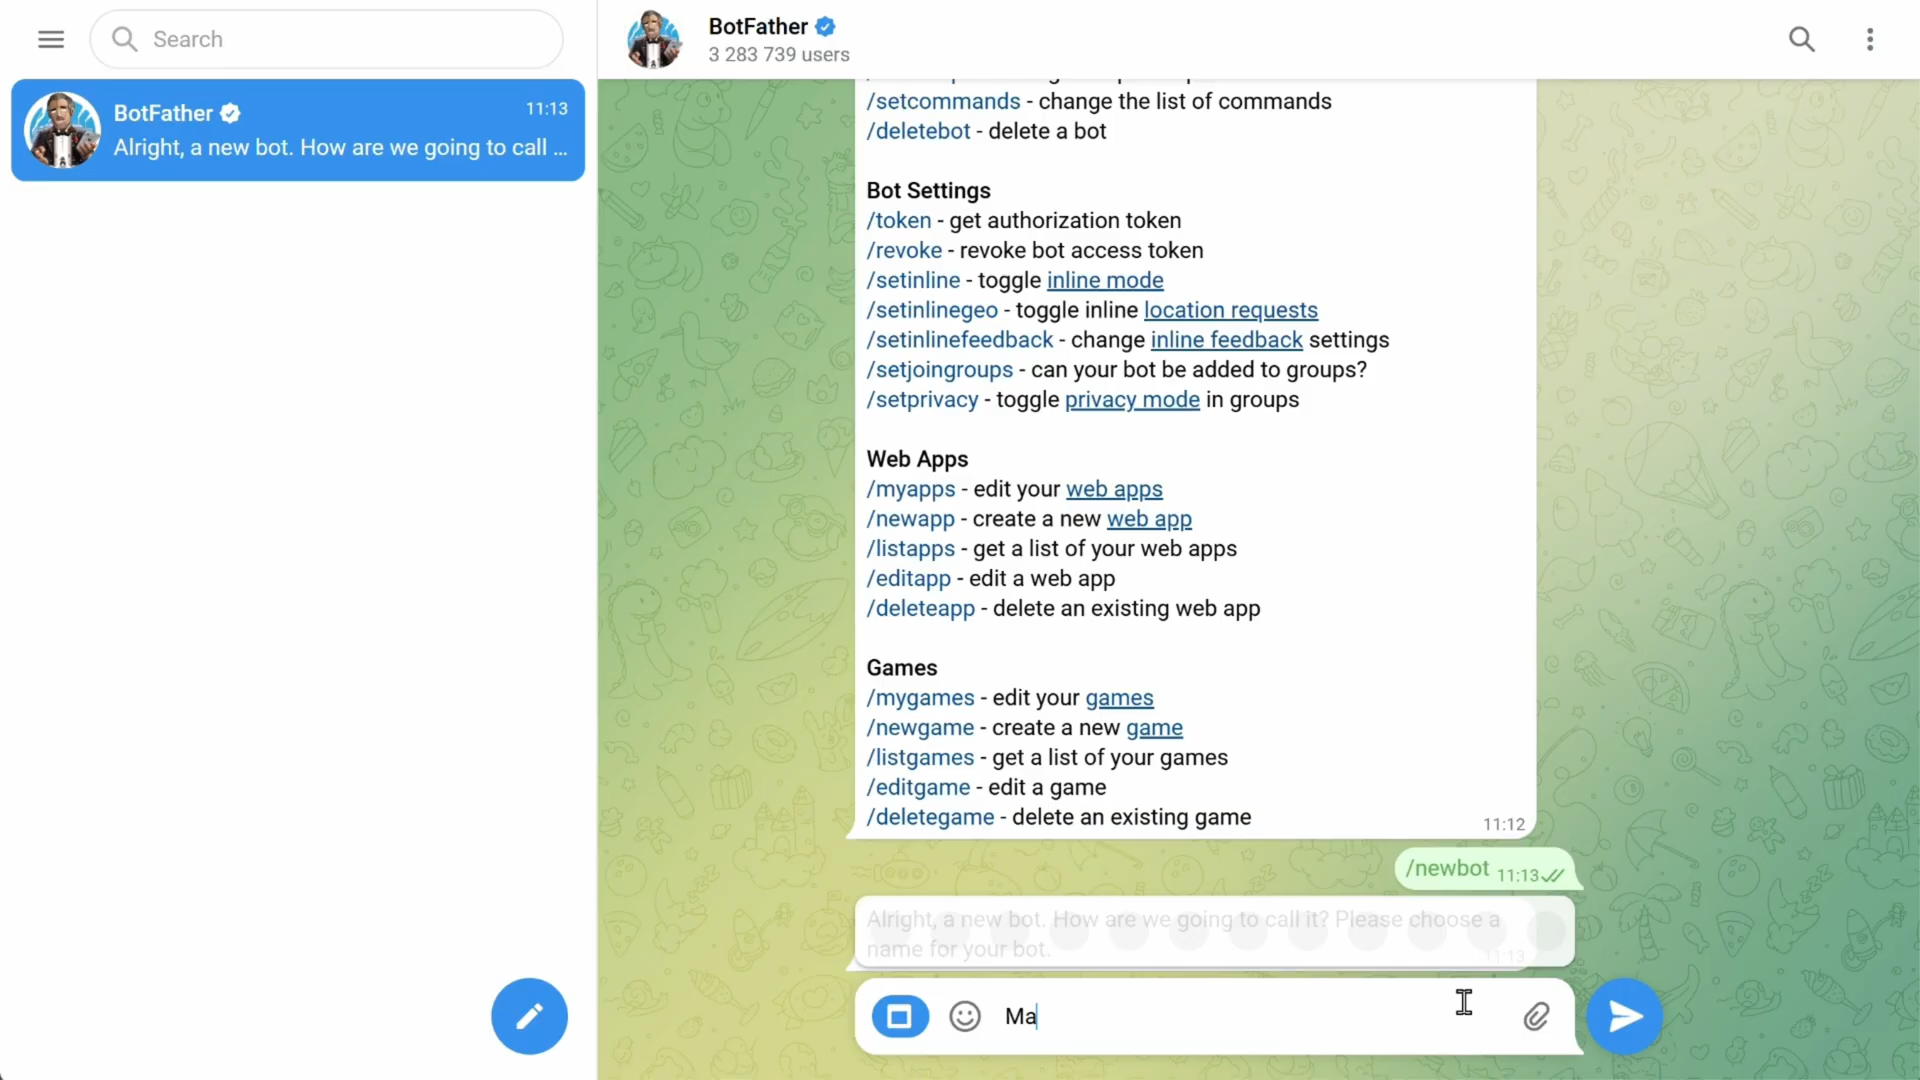 Search
BotFather
11:13
Alright, a new bot. How are we going to call ...
BotFather
3 283 739 users
/setcommands - change the list of commands
/deletebot - delete a bot
Bot Settings
/token - get authorization token
/revoke - revoke bot access token
/setinline - toggle inline mode
/setinlinegeo - toggle inline location requests
/setinlinefeedback - change inline feedback settings
/setjoingroups - can your bot be added to groups?
/setprivacy - toggle privacy mode in groups
Web Apps
/myapps - edit your web apps
/newapp - create a new web app
/listapps - get a list of your web apps
/editapp - edit a web app
/deleteapp - delete an existing web app
Games
/mygames - edit your games
/newgame - create a new game
/listgames - get a list of your games
/editgame - edit a game
/deletegame - delete an existing game
11:12
/newbot 11:13
Alright, a new bot. How are we going to call it? Please choose a
name for your bot.
11:13
Ma